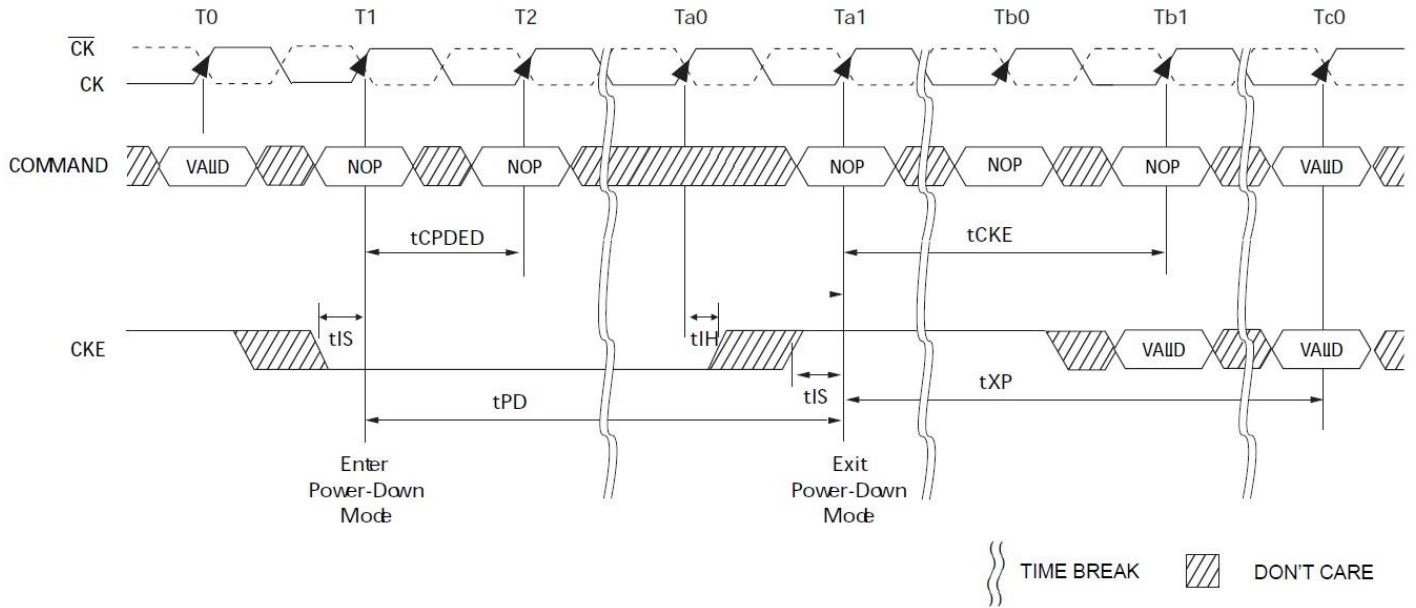 T0 T1 T2 Ta0 Ta1 Tb0 Tb1 Tc0
CK
CK
COMMAND VALID NOP NOP NOP NOP NOP VALID
tCPDED tCKE
tIS tIH
CKE VALID VALID
tIS tXP
tPD
Enter
Power-Down
Mode
Exit
Power-Down
Mode
TIME BREAK DON'T CARE